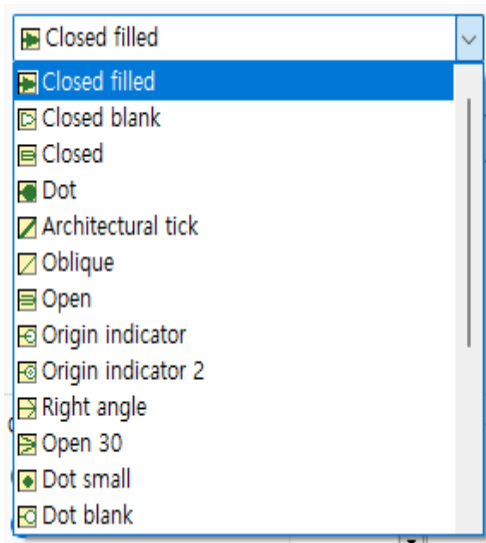 Closed filled
Closed filled
Closed blank
Closed
Dot
Architectural tick
Oblique
Open
Origin indicator
Origin indicator 2
Right angle
Open 30
Dot small
Dot blank